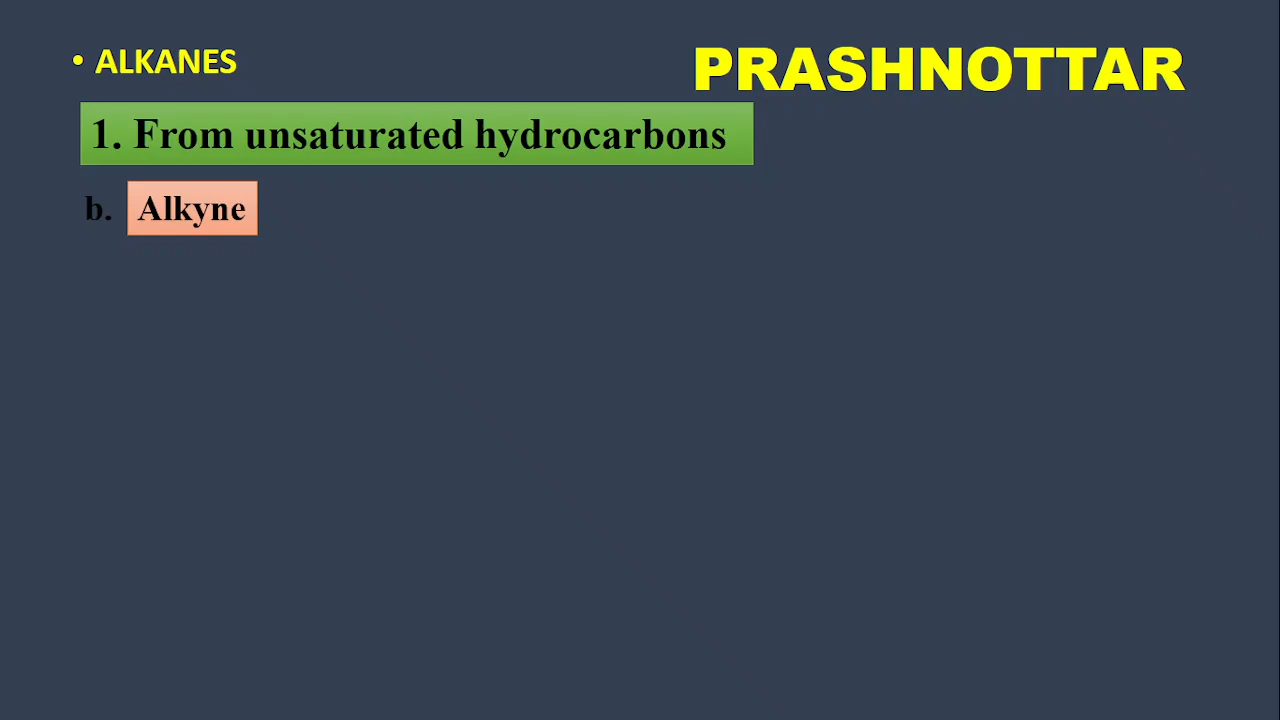 • ALKANES
PRASHNOTTAR
1. From unsaturated hydrocarbons
b. Alkyne